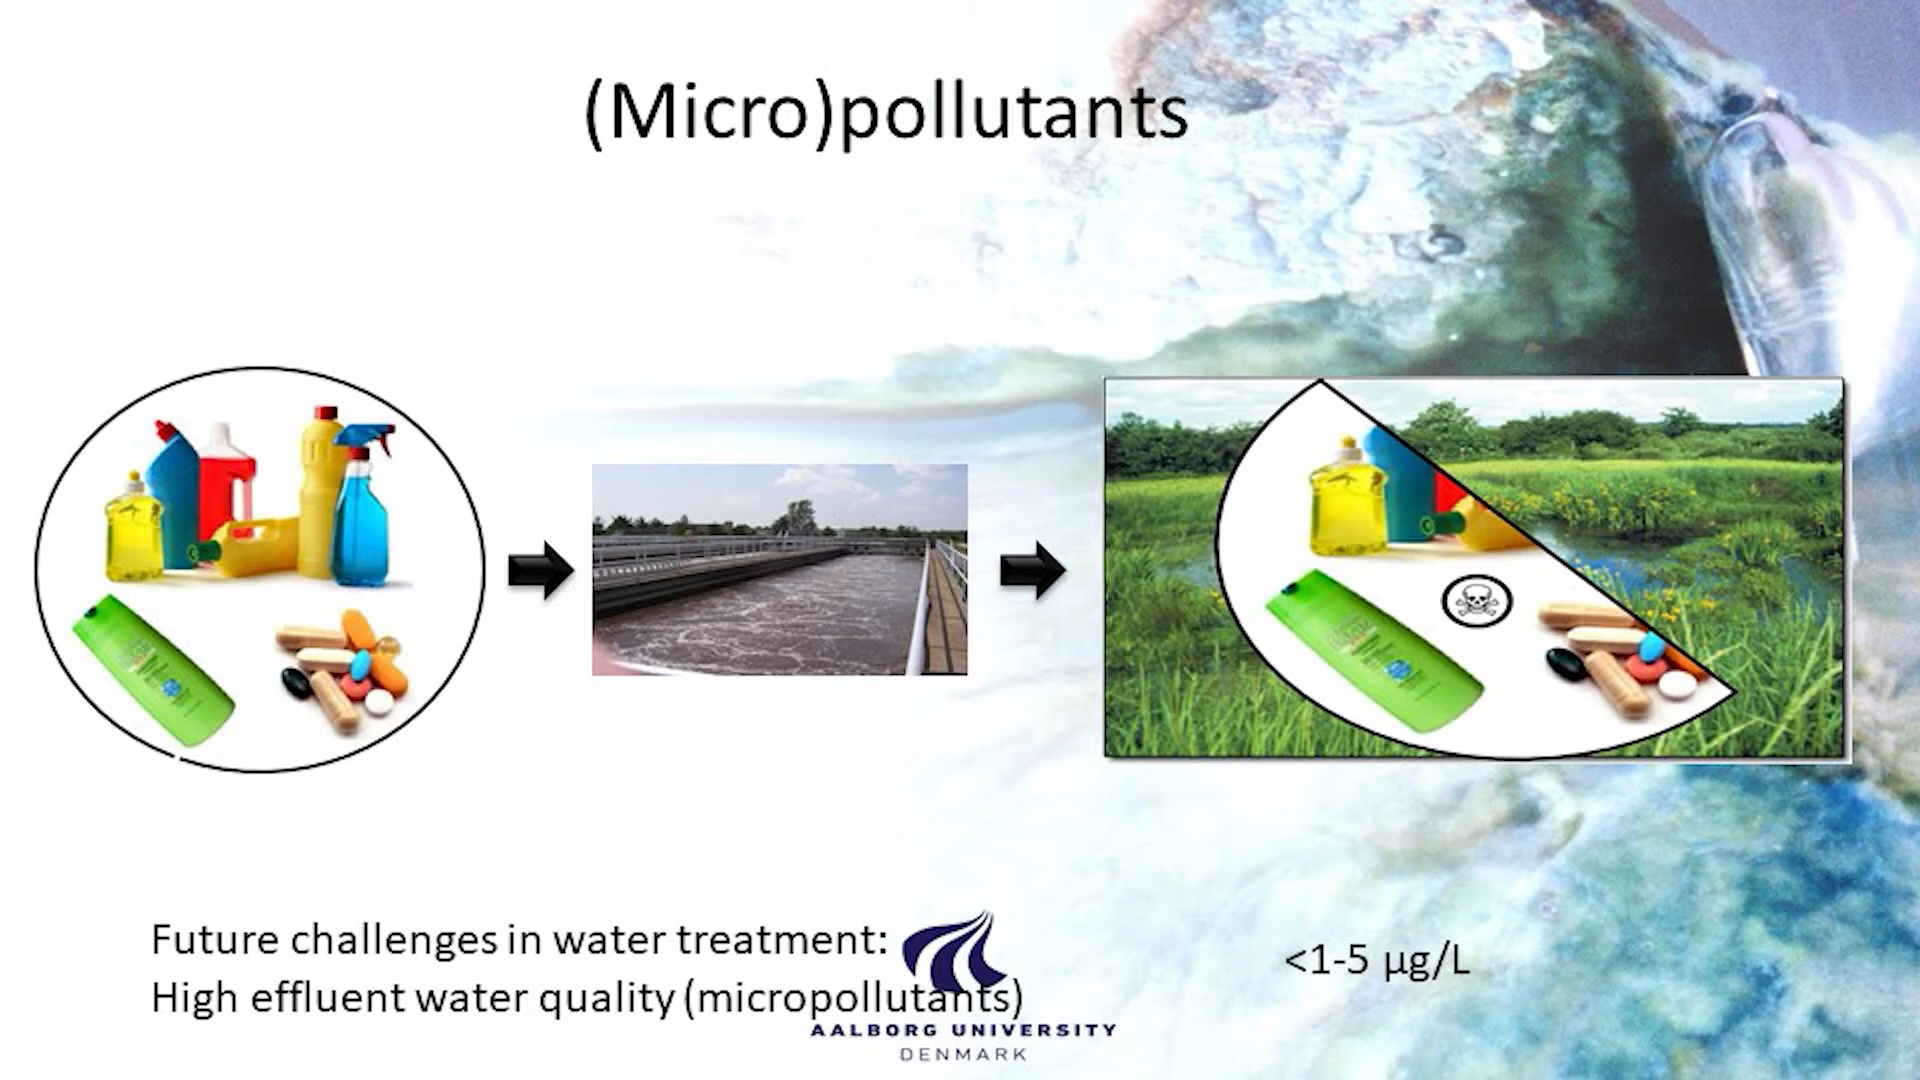 (Micro)pollutants
Future challenges in water treatment:
High effluent water quality (micropollutants)
<1-5 µg/L
AALBORG UNIVERSITY
DENMARK